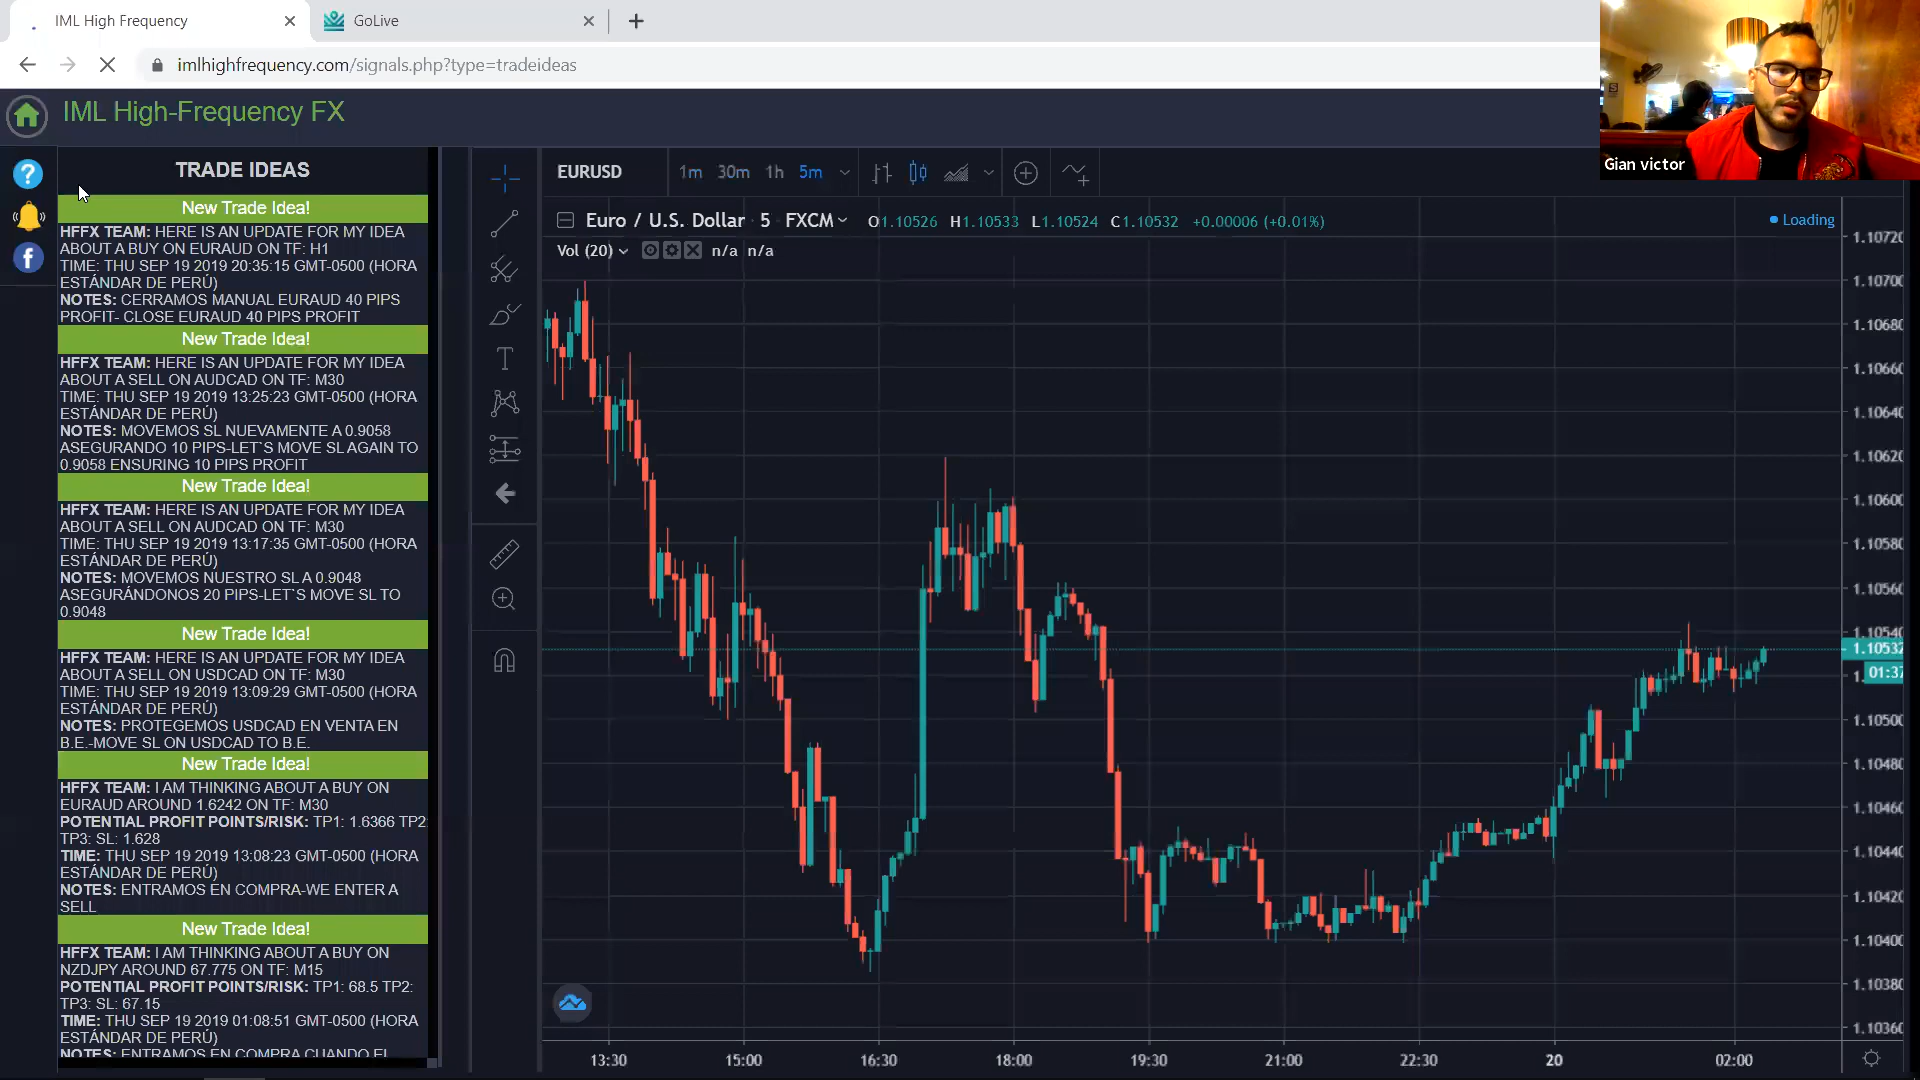 IML High Frequency
GoLive
imlhighfrequency.com/signals.php?type=tradeideas
IML High-Frequency FX
Gian victor
TRADE IDEAS
New Trade Idea!
HFFX TEAM: HERE IS AN UPDATE FOR MY IDEA
ABOUT A BUY ON EURAUD ON TF: H1
TIME: THU SEP 19 2019 20:35:15 GMT-0500 (HORA
ESTÁNDAR DE PERÚ)
NOTES: CERRAMOS MANUAL EURAUD 40 PIPS
PROFIT- CLOSE EURAUD 40 PIPS PROFIT
New Trade Idea!
HFFX TEAM: HERE IS AN UPDATE FOR MY IDEA
ABOUT A SELL ON AUDCAD ON TF: M30
TIME: THU SEP 19 2019 13:25:23 GMT-0500 (HORA
ESTÁNDAR DE PERÚ)
NOTES: MOVEMOS SL NUEVAMENTE A 0.9058
ASEGURANDO 10 PIPS-LET`S MOVE SL AGAIN TO
0.9058 ENSURING 10 PIPS PROFIT
New Trade Idea!
HFFX TEAM: HERE IS AN UPDATE FOR MY IDEA
ABOUT A SELL ON AUDCAD ON TF: M30
TIME: THU SEP 19 2019 13:17:35 GMT-0500 (HORA
ESTÁNDAR DE PERÚ)
NOTES: MOVEMOS NUESTRO SL A 0.9048
ASEGURÁNDONOS 20 PIPS-LET`S MOVE SL TO
0.9048
New Trade Idea!
HFFX TEAM: HERE IS AN UPDATE FOR MY IDEA
ABOUT A SELL ON USDCAD ON TF: M30
TIME: THU SEP 19 2019 13:09:29 GMT-0500 (HORA
ESTÁNDAR DE PERÚ)
NOTES: PROTEGEMOS USDCAD EN VENTA EN
B.E.-MOVE SL ON USDCAD TO B.E.
New Trade Idea!
HFFX TEAM: I AM THINKING ABOUT A BUY ON
EURAUD AROUND 1.6242 ON TF: M30
POTENTIAL PROFIT POINTS/RISK: TP1: 1.6366 TP2:
TP3: SL: 1.628
TIME: THU SEP 19 2019 13:08:23 GMT-0500 (HORA
ESTÁNDAR DE PERÚ)
NOTES: ENTRAMOS EN COMPRA-WE ENTER A
SELL
New Trade Idea!
HFFX TEAM: I AM THINKING ABOUT A BUY ON
NZDJPY AROUND 67.775 ON TF: M15
POTENTIAL PROFIT POINTS/RISK: TP1: 68.5 TP2:
TP3: SL: 67.15
TIME: THU SEP 19 2019 01:08:51 GMT-0500 (HORA
ESTÁNDAR DE PERÚ)
NOTES: ENTRAMOS EN COMPRA CUANDO EL
EURUSD 1m 30m 1h 5m
Euro / U.S. Dollar 5 FXCM O1.10526 H1.10533 L1.10524 C1.10532 +0.00006 (+0.01%)
Loading
Vol (20) n/a n/a
1.10720
1.10700
1.10680
1.10660
1.10640
1.10620
1.10600
1.10580
1.10560
1.10540
1.10532
01:37
1.10500
1.10480
1.10460
1.10440
1.10420
1.10400
1.10380
1.10360
13:30 15:00 16:30 18:00 19:30 21:00 22:30 20 02:00